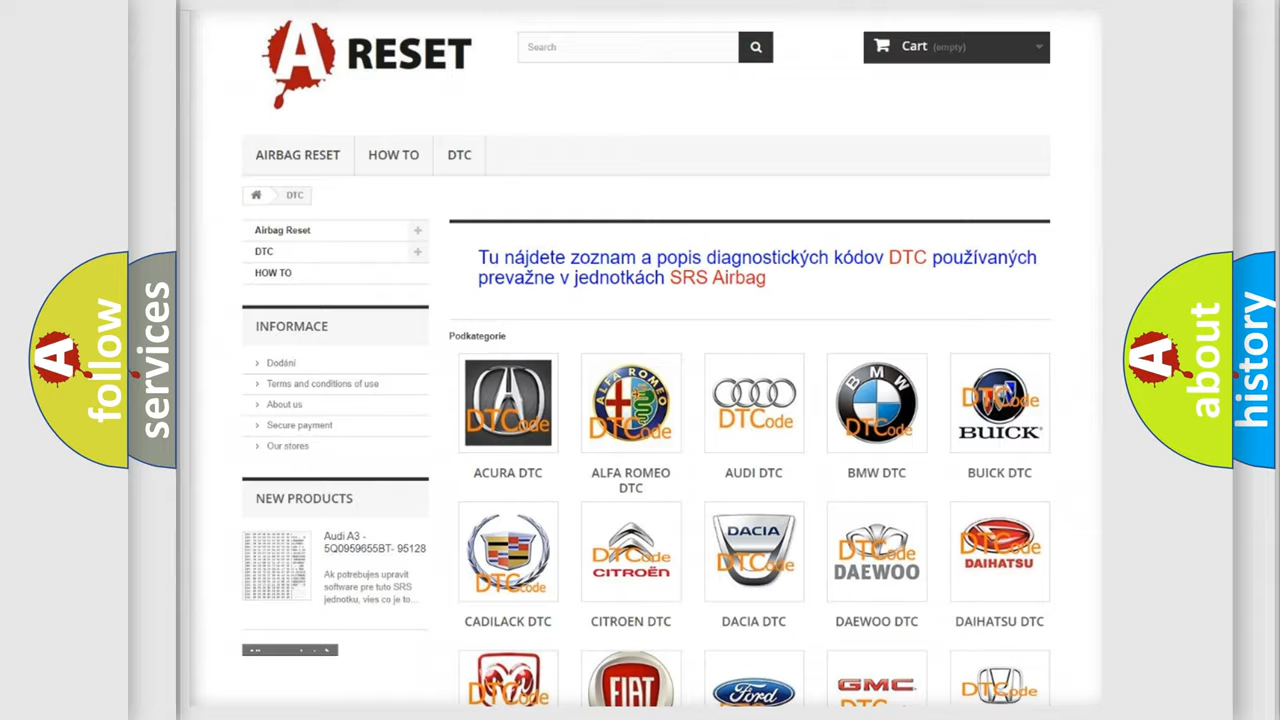 A RESET
Search
Cart (empty)
AIRBAG RESET
HOW TO
DTC
DTC
Airbag Reset
DTC
HOW TO
INFORMACE
Dodání
Terms and conditions of use
About us
Secure payment
Our stores
NEW PRODUCTS
Audi A3 -
5Q0959655BT- 95128
Ak potrebujes upravit
software pre tuto SRS
jednotku, vies co je to...
Tu nájdete zoznam a popis diagnostických kódov DTC používaných
prevažne v jednotkách SRS Airbag
Podkategorie
DTCode
ALFA ROMEO
DTCode
DTCode
BMW
DTCode
DTCode
BUICK
ACURA DTC
ALFA ROMEO
DTC
AUDI DTC
BMW DTC
BUICK DTC
DTCode
DTCode
CITROËN
DACIA
DTCode
DTCode
DAEWOO
DTCode
DAIHATSU
CADILACK DTC
CITROEN DTC
DACIA DTC
DAEWOO DTC
DAIHATSU DTC
DTCode
FIAT
Ford
GMC
DTCode
A follow
services
A about
history